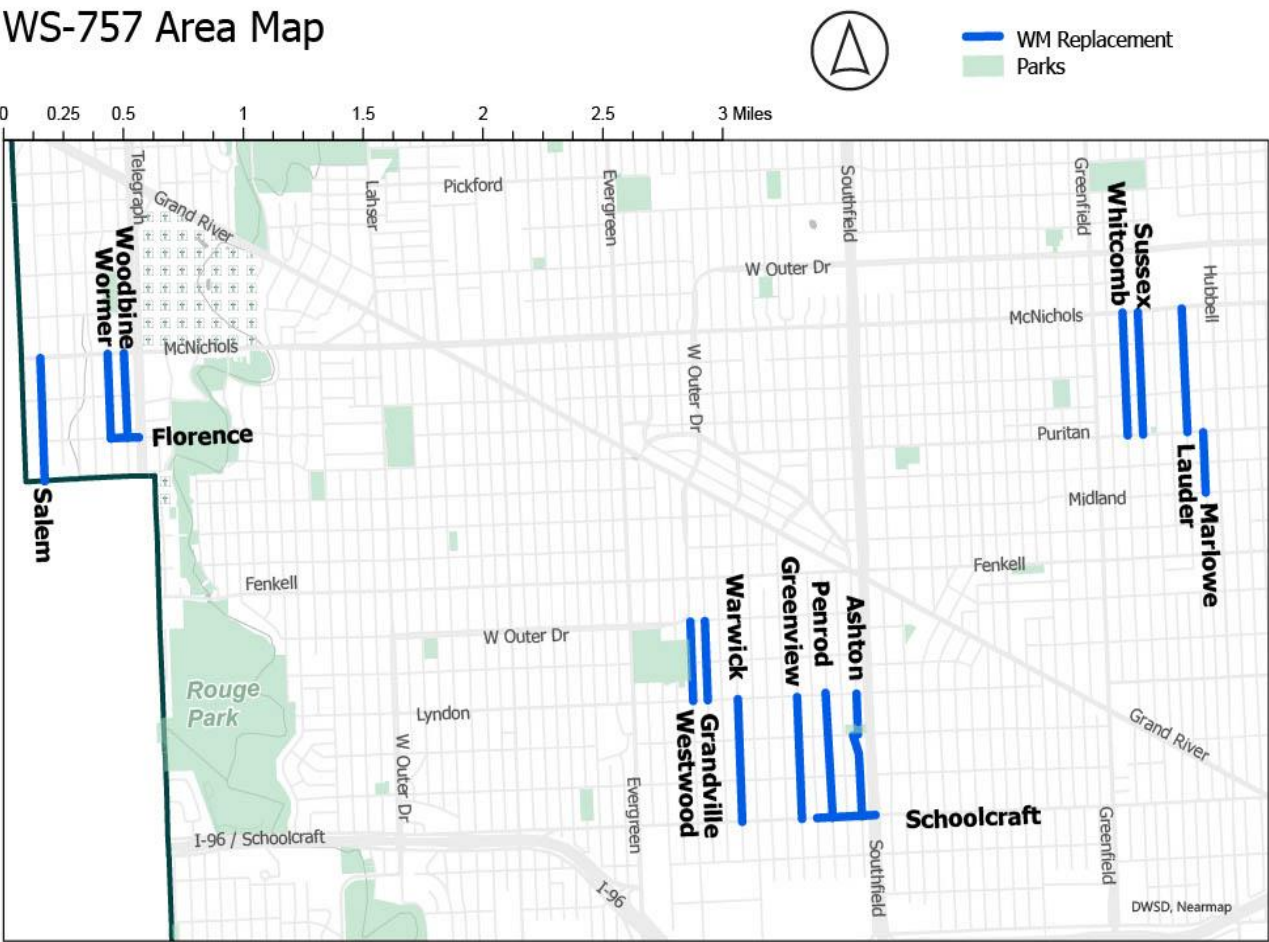 WS-757 Area Map
WM Replacement
Parks
0 0.25 0.5 1 1.5 2 2.5 3 Miles
Telegraph
Grand River
Lahser
Pickford
Evergreen
Southfield
Greenfield
Whitcomb
Sussex
Hubbell
Woodbine
Wormer
W Outer Dr
McNichols
McNichols
W Outer Dr
Florence
Puritan
Lauder
Midland
Marlowe
Salem
Fenkell
Fenkell
Warwick
Greenview
Penrod
Ashton
W Outer Dr
Rouge
Park
Lyndon
W Outer Dr
Westwood
Grandville
Grand River
Evergreen
Schoolcraft
Greenfield
I-96 / Schoolcraft
Southfield
I-96
DWSD, Nearmap